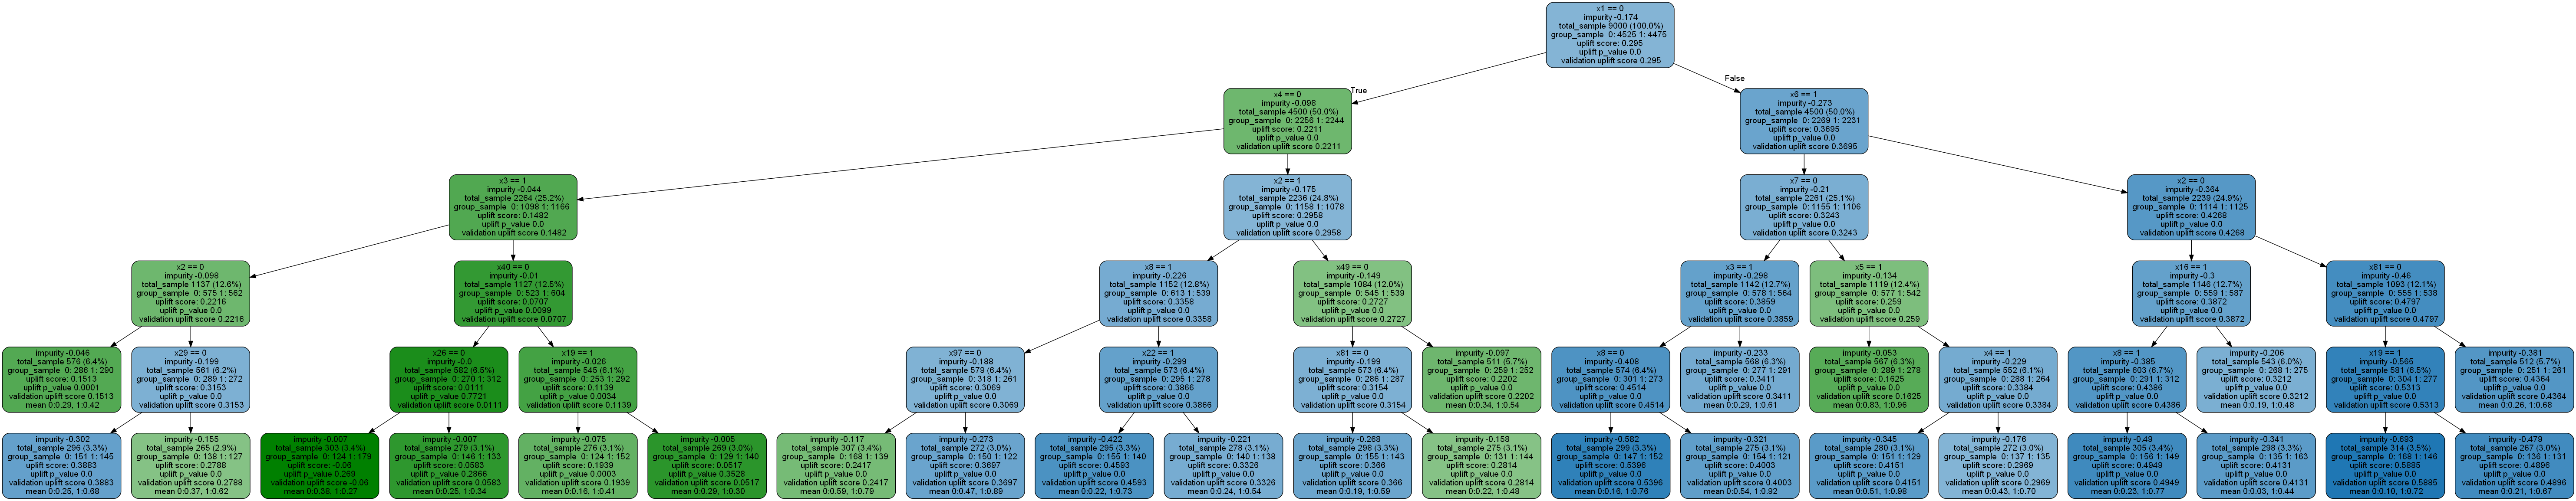 x1 == 0
impurity -0.174
total_sample 9000 (100.0%)
group_sample 0: 4525 1: 4475
uplift score: 0.295
uplift p_value 0.0
validation uplift score 0.295
True
False
x4 == 0
impurity -0.098
total_sample 4500 (50.0%)
group_sample 0: 2256 1: 2244
uplift score: 0.2211
uplift p_value 0.0
validation uplift score 0.2211
x6 == 1
impurity -0.273
total_sample 4500 (50.0%)
group_sample 0: 2269 1: 2231
uplift score: 0.3695
uplift p_value 0.0
validation uplift score 0.3695
x3 == 1
impurity -0.044
total_sample 2264 (25.2%)
group_sample 0: 1098 1: 1166
uplift score: 0.1482
uplift p_value 0.0
validation uplift score 0.1482
x2 == 1
impurity -0.175
total_sample 2236 (24.8%)
group_sample 0: 1158 1: 1078
uplift score: 0.2958
uplift p_value 0.0
validation uplift score 0.2958
x7 == 0
impurity -0.21
total_sample 2261 (25.1%)
group_sample 0: 1155 1: 1106
uplift score: 0.3243
uplift p_value 0.0
validation uplift score 0.3243
x2 == 0
impurity -0.364
total_sample 2239 (24.9%)
group_sample 0: 1114 1: 1125
uplift score: 0.4268
uplift p_value 0.0
validation uplift score 0.4268
x2 == 0
impurity -0.098
total_sample 1137 (12.6%)
group_sample 0: 575 1: 562
uplift score: 0.2216
uplift p_value 0.0
validation uplift score 0.2216
x40 == 0
impurity -0.01
total_sample 1127 (12.5%)
group_sample 0: 523 1: 604
uplift score: 0.0707
uplift p_value 0.0099
validation uplift score 0.0707
x8 == 1
impurity -0.226
total_sample 1152 (12.8%)
group_sample 0: 613 1: 539
uplift score: 0.3358
uplift p_value 0.0
validation uplift score 0.3358
x49 == 0
impurity -0.149
total_sample 1084 (12.0%)
group_sample 0: 545 1: 539
uplift score: 0.2727
uplift p_value 0.0
validation uplift score 0.2727
x3 == 1
impurity -0.298
total_sample 1142 (12.7%)
group_sample 0: 578 1: 564
uplift score: 0.3859
uplift p_value 0.0
validation uplift score 0.3859
x5 == 1
impurity -0.134
total_sample 1119 (12.4%)
group_sample 0: 577 1: 542
uplift score: 0.259
uplift p_value 0.0
validation uplift score 0.259
x16 == 1
impurity -0.3
total_sample 1146 (12.7%)
group_sample 0: 559 1: 587
uplift score: 0.3872
uplift p_value 0.0
validation uplift score 0.3872
x81 == 0
impurity -0.46
total_sample 1093 (12.1%)
group_sample 0: 555 1: 538
uplift score: 0.4797
uplift p_value 0.0
validation uplift score 0.4797
impurity -0.046
total_sample 576 (6.4%)
group_sample 0: 286 1: 290
uplift score: 0.1513
uplift p_value 0.0001
validation uplift score 0.1513
mean 0:0.29, 1:0.42
x29 == 0
impurity -0.199
total_sample 561 (6.2%)
group_sample 0: 289 1: 272
uplift score: 0.3153
uplift p_value 0.0
validation uplift score 0.3153
x26 == 0
impurity -0.0
total_sample 582 (6.5%)
group_sample 0: 270 1: 312
uplift score: 0.0111
uplift p_value 0.7721
validation uplift score 0.0111
x19 == 1
impurity -0.026
total_sample 545 (6.1%)
group_sample 0: 253 1: 292
uplift score: 0.1139
uplift p_value 0.0034
validation uplift score 0.1139
x97 == 0
impurity -0.188
total_sample 579 (6.4%)
group_sample 0: 318 1: 261
uplift score: 0.3069
uplift p_value 0.0
validation uplift score 0.3069
x22 == 1
impurity -0.299
total_sample 573 (6.4%)
group_sample 0: 295 1: 278
uplift score: 0.3866
uplift p_value 0.0
validation uplift score 0.3866
x81 == 0
impurity -0.199
total_sample 573 (6.4%)
group_sample 0: 286 1: 287
uplift score: 0.3154
uplift p_value 0.0
validation uplift score 0.3154
impurity -0.097
total_sample 511 (5.7%)
group_sample 0: 259 1: 252
uplift score: 0.2202
uplift p_value 0.0
validation uplift score 0.2202
mean 0:0.34, 1:0.54
x8 == 0
impurity -0.408
total_sample 574 (6.4%)
group_sample 0: 301 1: 273
uplift score: 0.4514
uplift p_value 0.0
validation uplift score 0.4514
impurity -0.233
total_sample 568 (6.3%)
group_sample 0: 277 1: 291
uplift score: 0.3411
uplift p_value 0.0
validation uplift score 0.3411
mean 0:0.29, 1:0.61
impurity -0.053
total_sample 567 (6.3%)
group_sample 0: 289 1: 278
uplift score: 0.1625
uplift p_value 0.0
validation uplift score 0.1625
mean 0:0.83, 1:0.96
x4 == 1
impurity -0.229
total_sample 552 (6.1%)
group_sample 0: 288 1: 264
uplift score: 0.3384
uplift p_value 0.0
validation uplift score 0.3384
x8 == 1
impurity -0.385
total_sample 603 (6.7%)
group_sample 0: 291 1: 312
uplift score: 0.4386
uplift p_value 0.0
validation uplift score 0.4386
impurity -0.206
total_sample 543 (6.0%)
group_sample 0: 268 1: 275
uplift score: 0.3212
uplift p_value 0.0
validation uplift score 0.3212
mean 0:0.19, 1:0.48
x19 == 1
impurity -0.565
total_sample 581 (6.5%)
group_sample 0: 304 1: 277
uplift score: 0.5313
uplift p_value 0.0
validation uplift score 0.5313
impurity -0.381
total_sample 512 (5.7%)
group_sample 0: 251 1: 261
uplift score: 0.4364
uplift p_value 0.0
validation uplift score 0.4364
mean 0:0.26, 1:0.68
impurity -0.302
total_sample 296 (3.3%)
group_sample 0: 151 1: 145
uplift score: 0.3883
uplift p_value 0.0
validation uplift score 0.3883
mean 0:0.25, 1:0.68
impurity -0.155
total_sample 265 (2.9%)
group_sample 0: 138 1: 127
uplift score: 0.2788
uplift p_value 0.0
validation uplift score 0.2788
mean 0:0.37, 1:0.62
impurity -0.007
total_sample 303 (3.4%)
group_sample 0: 124 1: 179
uplift score: -0.06
uplift p_value 0.269
validation uplift score -0.06
mean 0:0.38, 1:0.27
impurity -0.007
total_sample 279 (3.1%)
group_sample 0: 146 1: 133
uplift score: 0.0583
uplift p_value 0.2866
validation uplift score 0.0583
mean 0:0.25, 1:0.34
impurity -0.075
total_sample 276 (3.1%)
group_sample 0: 124 1: 152
uplift score: 0.1939
uplift p_value 0.0003
validation uplift score 0.1939
mean 0:0.16, 1:0.41
impurity -0.005
total_sample 269 (3.0%)
group_sample 0: 129 1: 140
uplift score: 0.0517
uplift p_value 0.3528
validation uplift score 0.0517
mean 0:0.29, 1:0.30
impurity -0.117
total_sample 307 (3.4%)
group_sample 0: 168 1: 139
uplift score: 0.2417
uplift p_value 0.0
validation uplift score 0.2417
mean 0:0.59, 1:0.79
impurity -0.273
total_sample 272 (3.0%)
group_sample 0: 150 1: 122
uplift score: 0.3697
uplift p_value 0.0
validation uplift score 0.3697
mean 0:0.47, 1:0.89
impurity -0.422
total_sample 295 (3.3%)
group_sample 0: 155 1: 140
uplift score: 0.4593
uplift p_value 0.0
validation uplift score 0.4593
mean 0:0.22, 1:0.73
impurity -0.221
total_sample 278 (3.1%)
group_sample 0: 140 1: 138
uplift score: 0.3326
uplift p_value 0.0
validation uplift score 0.3326
mean 0:0.24, 1:0.54
impurity -0.268
total_sample 298 (3.3%)
group_sample 0: 155 1: 143
uplift score: 0.366
uplift p_value 0.0
validation uplift score 0.366
mean 0:0.19, 1:0.59
impurity -0.158
total_sample 275 (3.1%)
group_sample 0: 131 1: 144
uplift score: 0.2814
uplift p_value 0.0
validation uplift score 0.2814
mean 0:0.22, 1:0.48
impurity -0.582
total_sample 299 (3.3%)
group_sample 0: 147 1: 152
uplift score: 0.5396
uplift p_value 0.0
validation uplift score 0.5396
mean 0:0.16, 1:0.76
impurity -0.321
total_sample 275 (3.1%)
group_sample 0: 154 1: 121
uplift score: 0.4003
uplift p_value 0.0
validation uplift score 0.4003
mean 0:0.54, 1:0.92
impurity -0.345
total_sample 280 (3.1%)
group_sample 0: 151 1: 129
uplift score: 0.4151
uplift p_value 0.0
validation uplift score 0.4151
mean 0:0.51, 1:0.98
impurity -0.176
total_sample 272 (3.0%)
group_sample 0: 137 1: 135
uplift score: 0.2969
uplift p_value 0.0
validation uplift score 0.2969
mean 0:0.43, 1:0.70
impurity -0.49
total_sample 305 (3.4%)
group_sample 0: 156 1: 149
uplift score: 0.4949
uplift p_value 0.0
validation uplift score 0.4949
mean 0:0.23, 1:0.77
impurity -0.341
total_sample 298 (3.3%)
group_sample 0: 135 1: 163
uplift score: 0.4131
uplift p_value 0.0
validation uplift score 0.4131
mean 0:0.03, 1:0.44
impurity -0.693
total_sample 314 (3.5%)
group_sample 0: 168 1: 146
uplift score: 0.5885
uplift p_value 0.0
validation uplift score 0.5885
mean 0:0.10, 1:0.72
impurity -0.479
total_sample 267 (3.0%)
group_sample 0: 136 1: 131
uplift score: 0.4896
uplift p_value 0.0
validation uplift score 0.4896
mean 0:0.21, 1:0.67